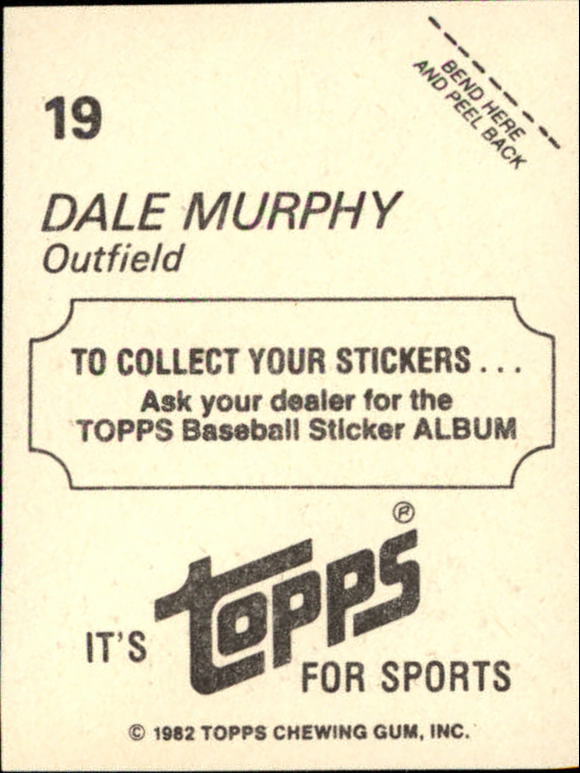 19
BEND HERE
AND PEEL BACK
DALE MURPHY
Outfield
TO COLLECT YOUR STICKERS...
Ask your dealer for the
TOPPS Baseball Sticker ALBUM
IT'S topps®
FOR SPORTS
© 1982 TOPPS CHEWING GUM, INC.